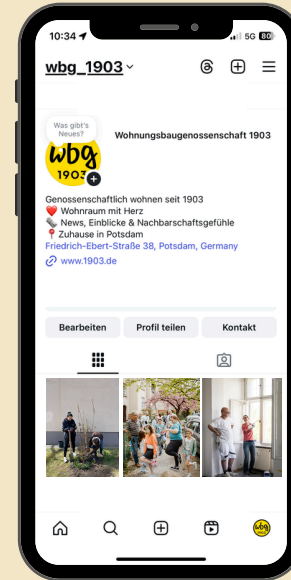 10:34
5G 80
wbg_1903
Was gibt's
Neues?
wbg
1903
Wohnungsbaugenossenschaft 1903
Genossenschaftlich wohnen seit 1903
Wohnraum mit Herz
News, Einblicke & Nachbarschaftsgefühle
Zuhause in Potsdam
Friedrich-Ebert-Straße 38, Potsdam, Germany
www.1903.de
Bearbeiten
Profil teilen
Kontakt
wbg